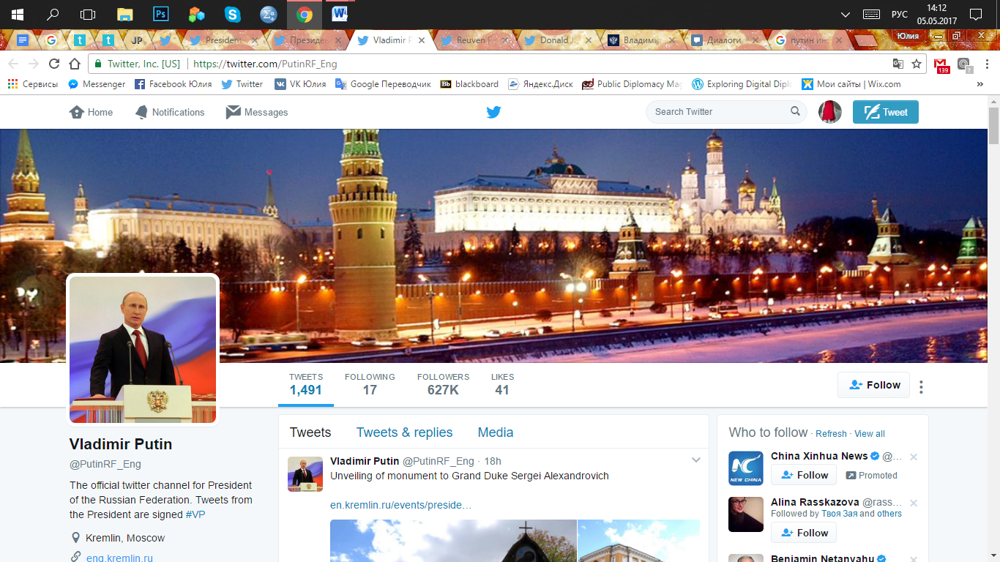 РУС
14:12
05.05.2017
JP
President
Президе
Vladimir P
Reuven F
Donald J.
Владими
Диалоги
путин ин
Юлия
Twitter, Inc. [US]
https://twitter.com/PutinRF_Eng
139
?
Сервисы
Messenger
Facebook Юлия
Twitter
VK Юлия
Google Переводчик
Bb blackboard
Яндекс.Диск
Public Diplomacy Mag
Exploring Digital Diplo
Мои сайты | Wix.com
»
Home
Notifications
Messages
Search Twitter
Tweet
TWEETS FOLLOWING FOLLOWERS LIKES
1,491 17 627K 41
Follow
Vladimir Putin
@PutinRF_Eng
The official twitter channel for President
of the Russian Federation. Tweets from
the President are signed #VP
Kremlin, Moscow
eng.kremlin.ru
Tweets Tweets & replies Media
Vladimir Putin @PutinRF_Eng · 18h
Unveiling of monument to Grand Duke Sergei Alexandrovich
en.kremlin.ru/events/preside…
Who to follow · Refresh · View all
NEW CHINA
China Xinhua News @…
Follow
Promoted
Alina Rasskazova @rass…
Followed by Твоя Зая and others
Follow
Benjamin Netanyahu